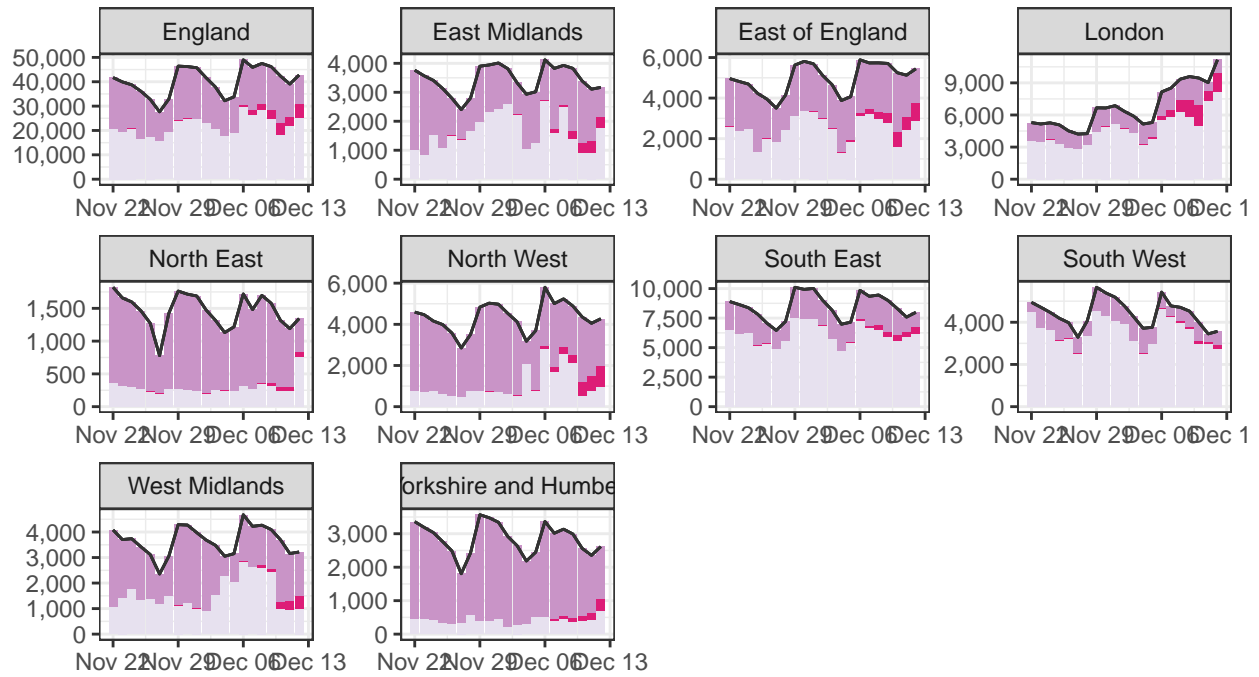 England
East Midlands
East of England
London
50,000
40,000
30,000
20,000
10,000
0
4,000
3,000
2,000
1,000
0
6,000
4,000
2,000
0
9,000
6,000
3,000
0
Nov 22 Nov 29 Dec 06 Dec 13
Nov 22 Nov 29 Dec 06 Dec 13
Nov 22 Nov 29 Dec 06 Dec 13
Nov 22 Nov 29 Dec 06 Dec 1
North East
North West
South East
South West
1,500
1,000
500
0
6,000
4,000
2,000
0
10,000
7,500
5,000
2,500
0
4,000
2,000
0
Nov 22 Nov 29 Dec 06 Dec 13
Nov 22 Nov 29 Dec 06 Dec 13
Nov 22 Nov 29 Dec 06 Dec 13
Nov 22 Nov 29 Dec 06 Dec 1
West Midlands
Yorkshire and Humbe
4,000
3,000
2,000
1,000
0
3,000
2,000
1,000
0
Nov 22 Nov 29 Dec 06 Dec 13
Nov 22 Nov 29 Dec 06 Dec 13